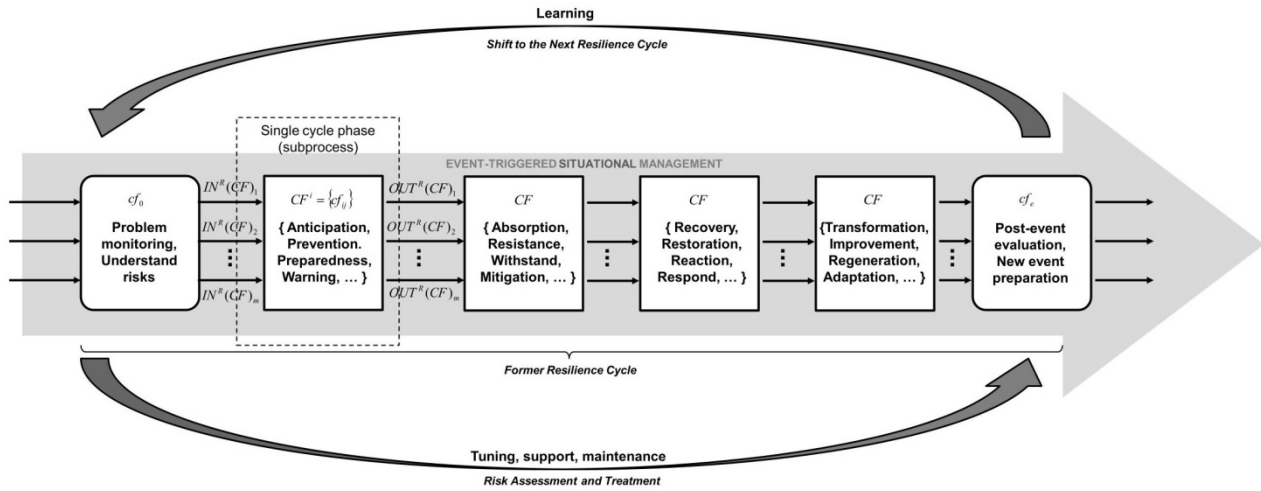 Learning
Shift to the Next Resilience Cycle
Single cycle phase
(subprocess)
EVENT-TRIGGERED SITUATIONAL MANAGEMENT
cf₀
Problem
monitoring,
Understand
risks
INᴿ(CF)₁
INᴿ(CF)₂
INᴿ(CF)ₘ
CFⁱ = {cfᵢⱼ}
{ Anticipation,
Prevention.
Preparedness,
Warning, … }
OUTᴿ(CF)₁
OUTᴿ(CF)₂
OUTᴿ(CF)ₘ
CF
{ Absorption,
Resistance,
Withstand,
Mitigation, … }
CF
{ Recovery,
Restoration,
Reaction,
Respond, … }
CF
{Transformation,
Improvement,
Regeneration,
Adaptation, … }
cfₑ
Post-event
evaluation,
New event
preparation
Former Resilience Cycle
Tuning, support, maintenance
Risk Assessment and Treatment